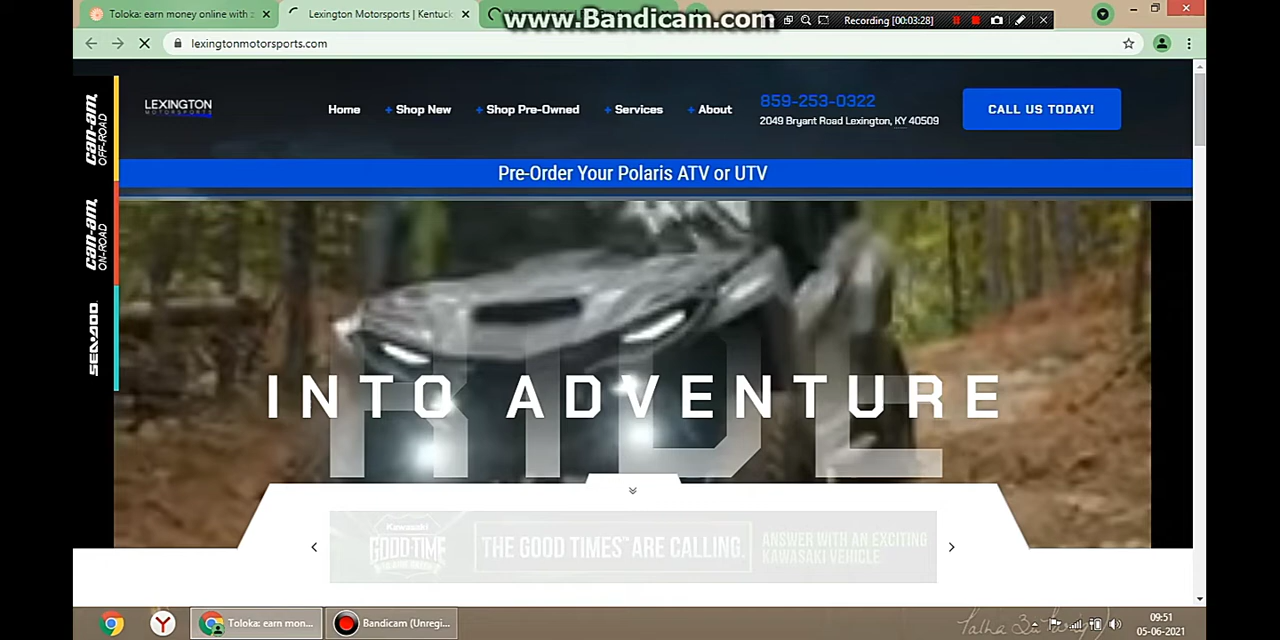 www.Bandicam.com
Toloka: earn money online with a
Lexington Motorsports | Kentuck
Recording [00:03:28]
lexingtonmotorsports.com
LEXINGTON
MOTORSPORTS
Home
+ Shop New
+ Shop Pre-Owned
+ Services
+ About
859-253-0322
2049 Bryant Road Lexington, KY 40509
CALL US TODAY!
can-am
OFF-ROAD
can-am
ON-ROAD
SEA-DOO
Pre-Order Your Polaris ATV or UTV
RIDE
INTO ADVENTURE
Kawasaki
GOOD TIME
THE GOOD TIMES™ ARE CALLING.
ANSWER WITH AN EXCITING
KAWASAKI VEHICLE
Toloka: earn mon...
Bandicam (Unregi...
09:51
05-06-2021